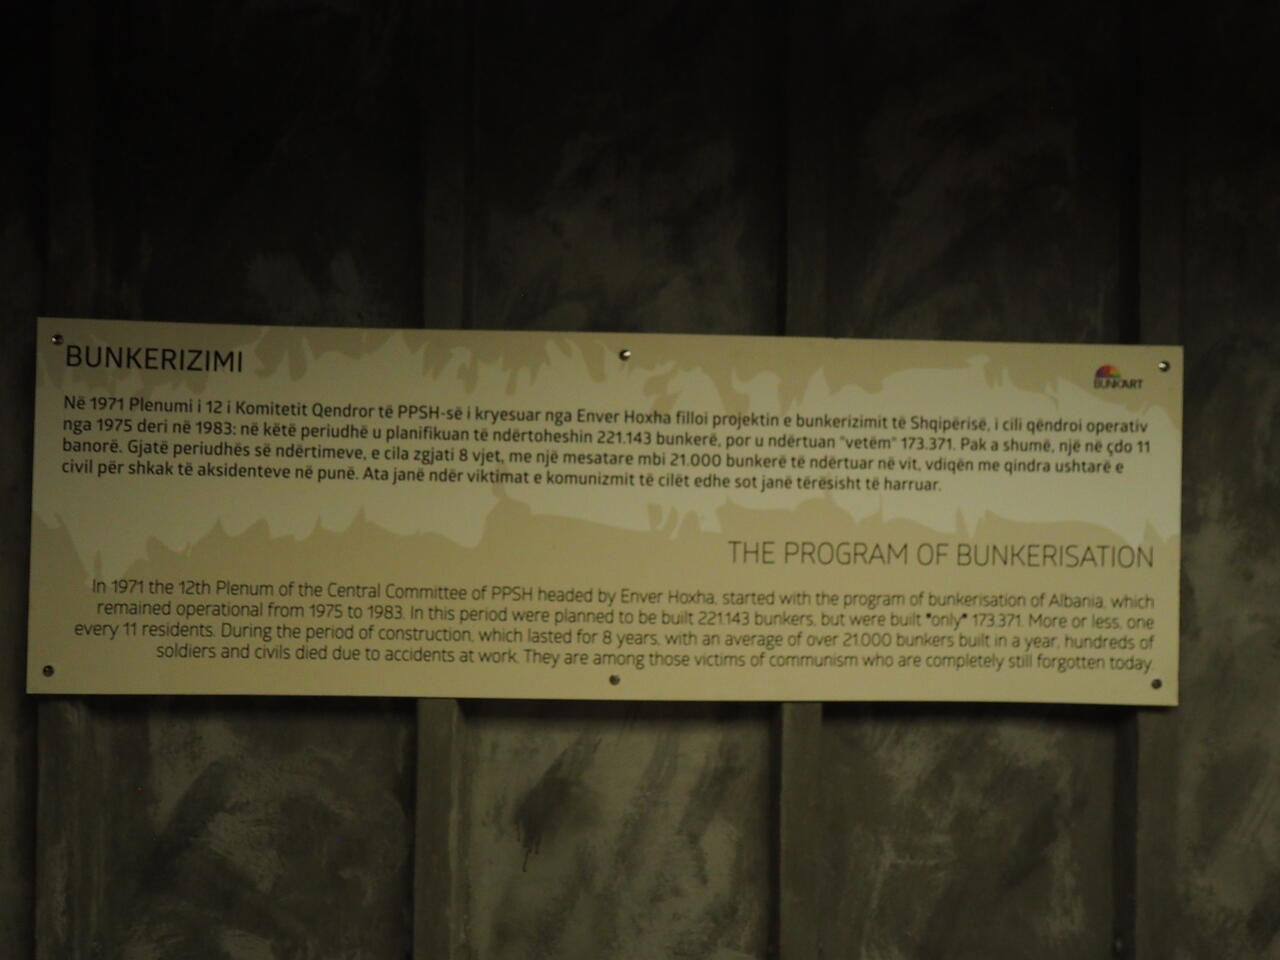 BUNKERIZIMI
BUNK'ART
Në 1971 Plenumi i 12 i Komitetit Qendror të PPSH-së i kryesuar nga Enver Hoxha filloi projektin e bunkerizimit të Shqipërisë, i cili qëndroi operativ
nga 1975 deri në 1983: në këtë periudhë u planifikuan të ndërtoheshin 221.143 bunkerë, por u ndërtuan "vetëm" 173.371. Pak a shumë, një në çdo 11
banorë. Gjatë periudhës së ndërtimeve, e cila zgjati 8 vjet, me një mesatare mbi 21.000 bunkerë të ndërtuar në vit, vdiqën me qindra ushtarë e
civil për shkak të aksidenteve në punë. Ata janë ndër viktimat e komunizmit të cilët edhe sot janë tërësisht të harruar.
THE PROGRAM OF BUNKERISATION
In 1971 the 12th Plenum of the Central Committee of PPSH headed by Enver Hoxha, started with the program of bunkerisation of Albania, which
remained operational from 1975 to 1983. In this period were planned to be built 221.143 bunkers, but were built "only" 173.371. More or less, one
every 11 residents. During the period of construction, which lasted for 8 years, with an average of over 21.000 bunkers built in a year, hundreds of
soldiers and civils died due to accidents at work. They are among those victims of communism who are completely still forgotten today.